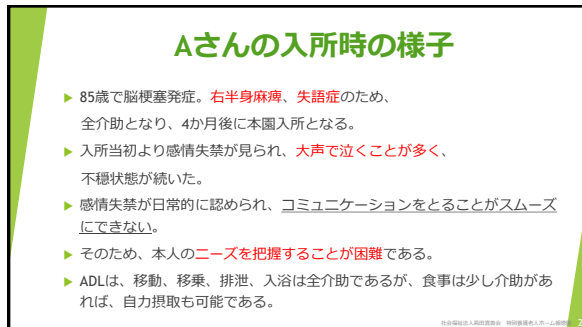 Aさんの入所時の様子
85歳で脳梗塞発症。右半身麻痺、失語症のため、
全介助となり、4か月後に本園入所となる。
入所当初より感情失禁が見られ、大声で泣くことが多く、
不穏状態が続いた。
感情失禁が日常的に認められ、コミュニケーションをとることがスムーズ
にできない。
そのため、本人のニーズを把握することが困難である。
ADLは、移動、移乗、排泄、入浴は全介助であるが、食事は少し介助があ
れば、自力摂取も可能である。